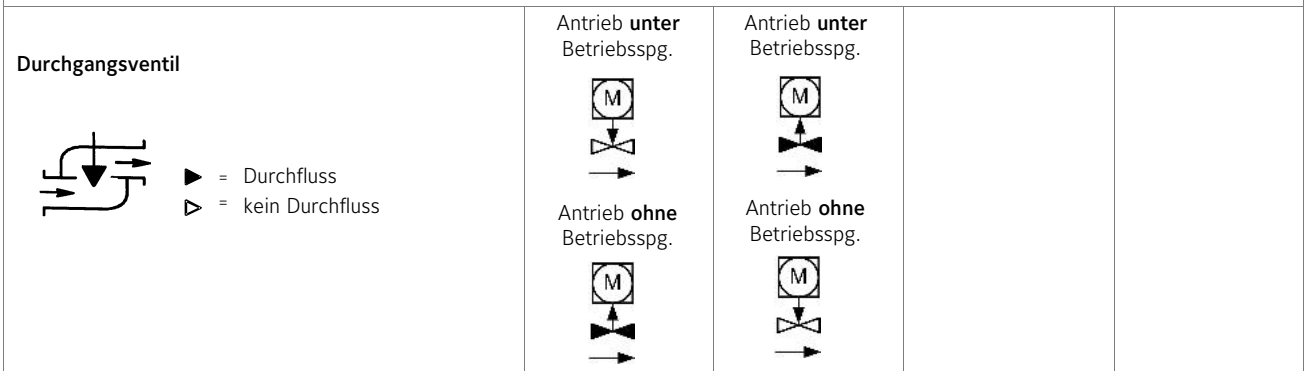 Durchgangsventil
▶ = Durchfluss
▷ = kein Durchfluss
Antrieb unter
Betriebsspg.
M
Antrieb ohne
Betriebsspg.
M
Antrieb unter
Betriebsspg.
M
Antrieb ohne
Betriebsspg.
M